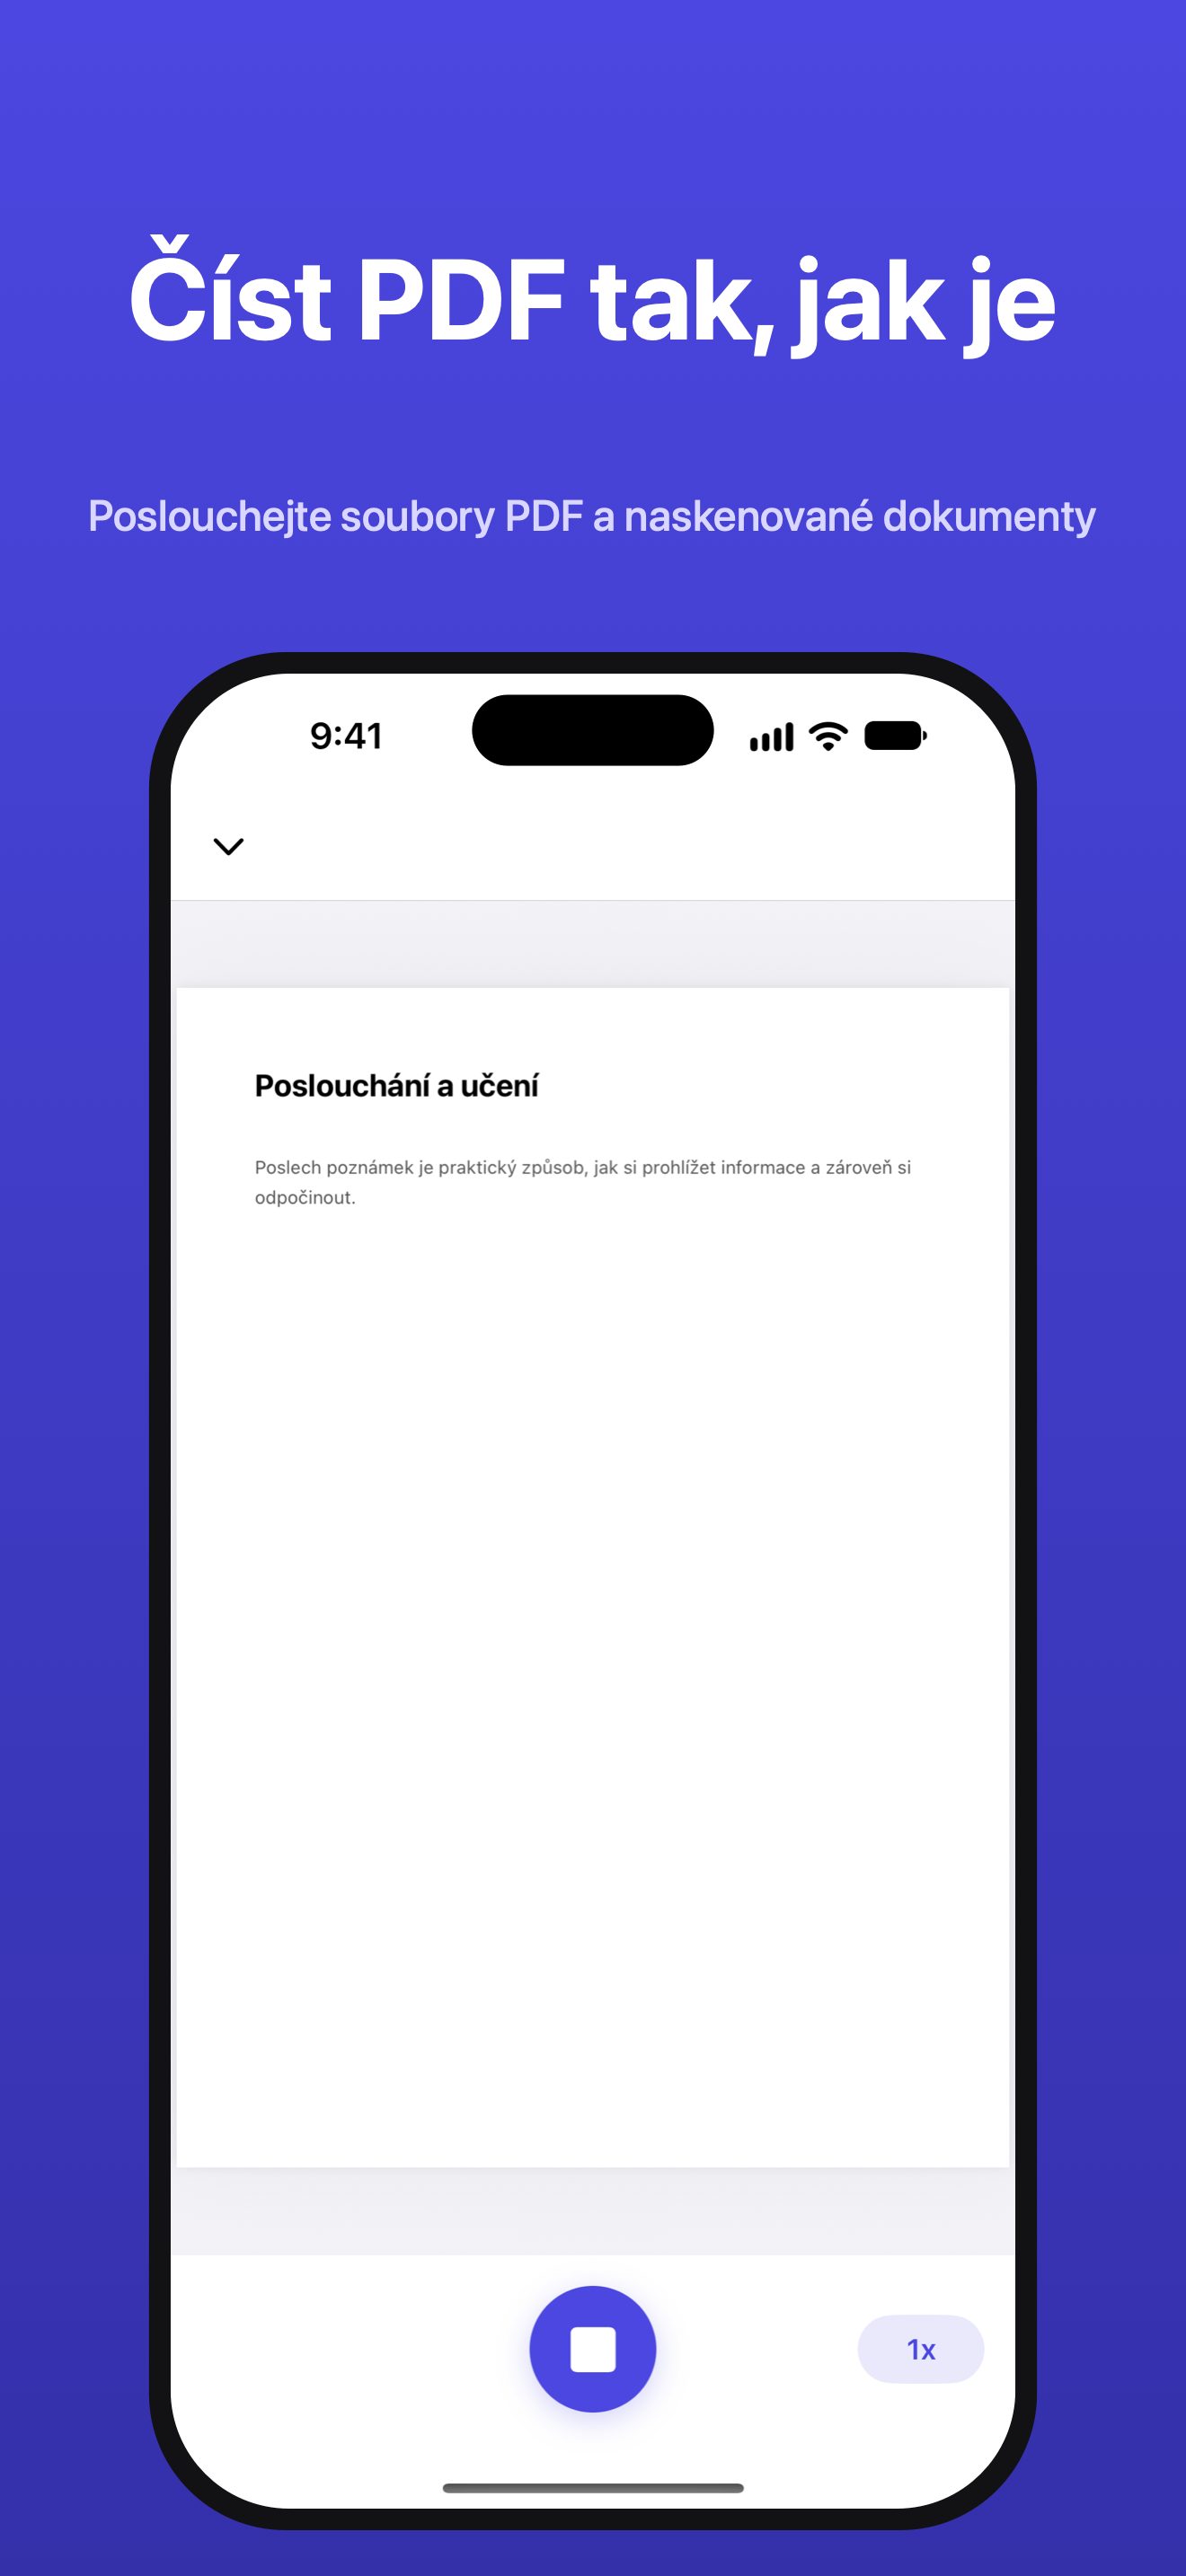 Číst PDF tak, jak je
Poslouchejte soubory PDF a naskenované dokumenty
9:41
Poslouchání a učení
Poslech poznámek je praktický způsob, jak si prohlížet informace a zároveň si
odpočinout.
1x